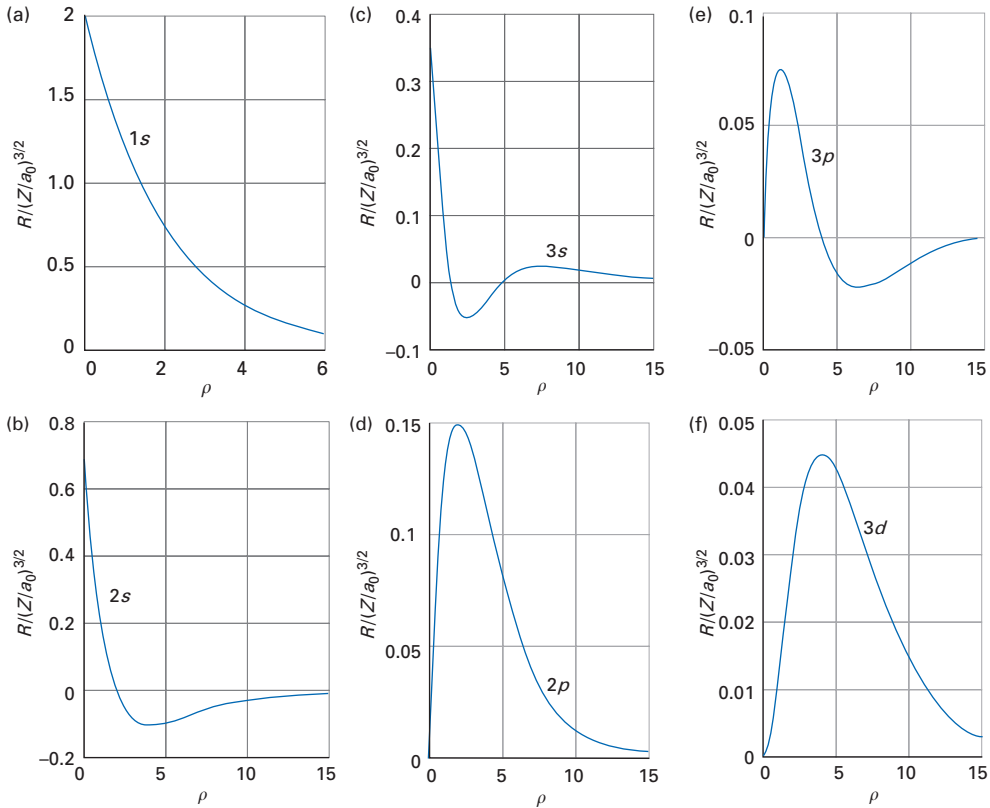 (a)
2
1.5
1.0
0.5
0
R/(Z/a₀)^3/2
1s
0 2 4 6
ρ
(c)
0.4
0.3
0.2
0.1
0
−0.1
R/(Z/a₀)^3/2
3s
0 5 10 15
ρ
(e)
0.1
0.05
0
−0.05
R/(Z/a₀)^3/2
3p
0 5 10 15
ρ
(b)
0.8
0.6
0.4
0.2
0
−0.2
R/(Z/a₀)^3/2
2s
0 5 10 15
ρ
(d)
0.15
0.1
0.05
0
R/(Z/a₀)^3/2
2p
0 5 10 15
ρ
(f)
0.05
0.04
0.03
0.02
0.01
0
R/(Z/a₀)^3/2
3d
0 5 10 15
ρ